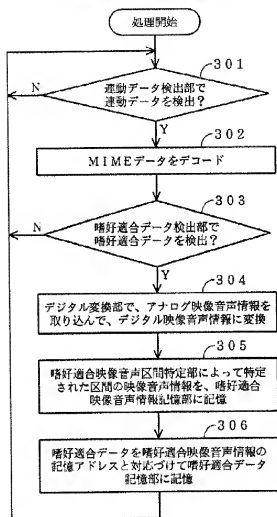 処理開始
301
連動データ検出部で
連動データを検出？
N
Y
302
MIMEデータをデコード
303
嗜好適合データ検出部で
嗜好適合データを検出？
N
Y
304
デジタル変換部で、アナログ映像音声情報を
取り込んで、デジタル映像音声情報に変換
305
嗜好適合映像音声区間特定部によって特定
された区間の映像音声情報を、嗜好適合
映像音声情報記憶部に記憶
306
嗜好適合データを嗜好適合映像音声情報の
記憶アドレスと対応づけて嗜好適合データ
記憶部に記憶